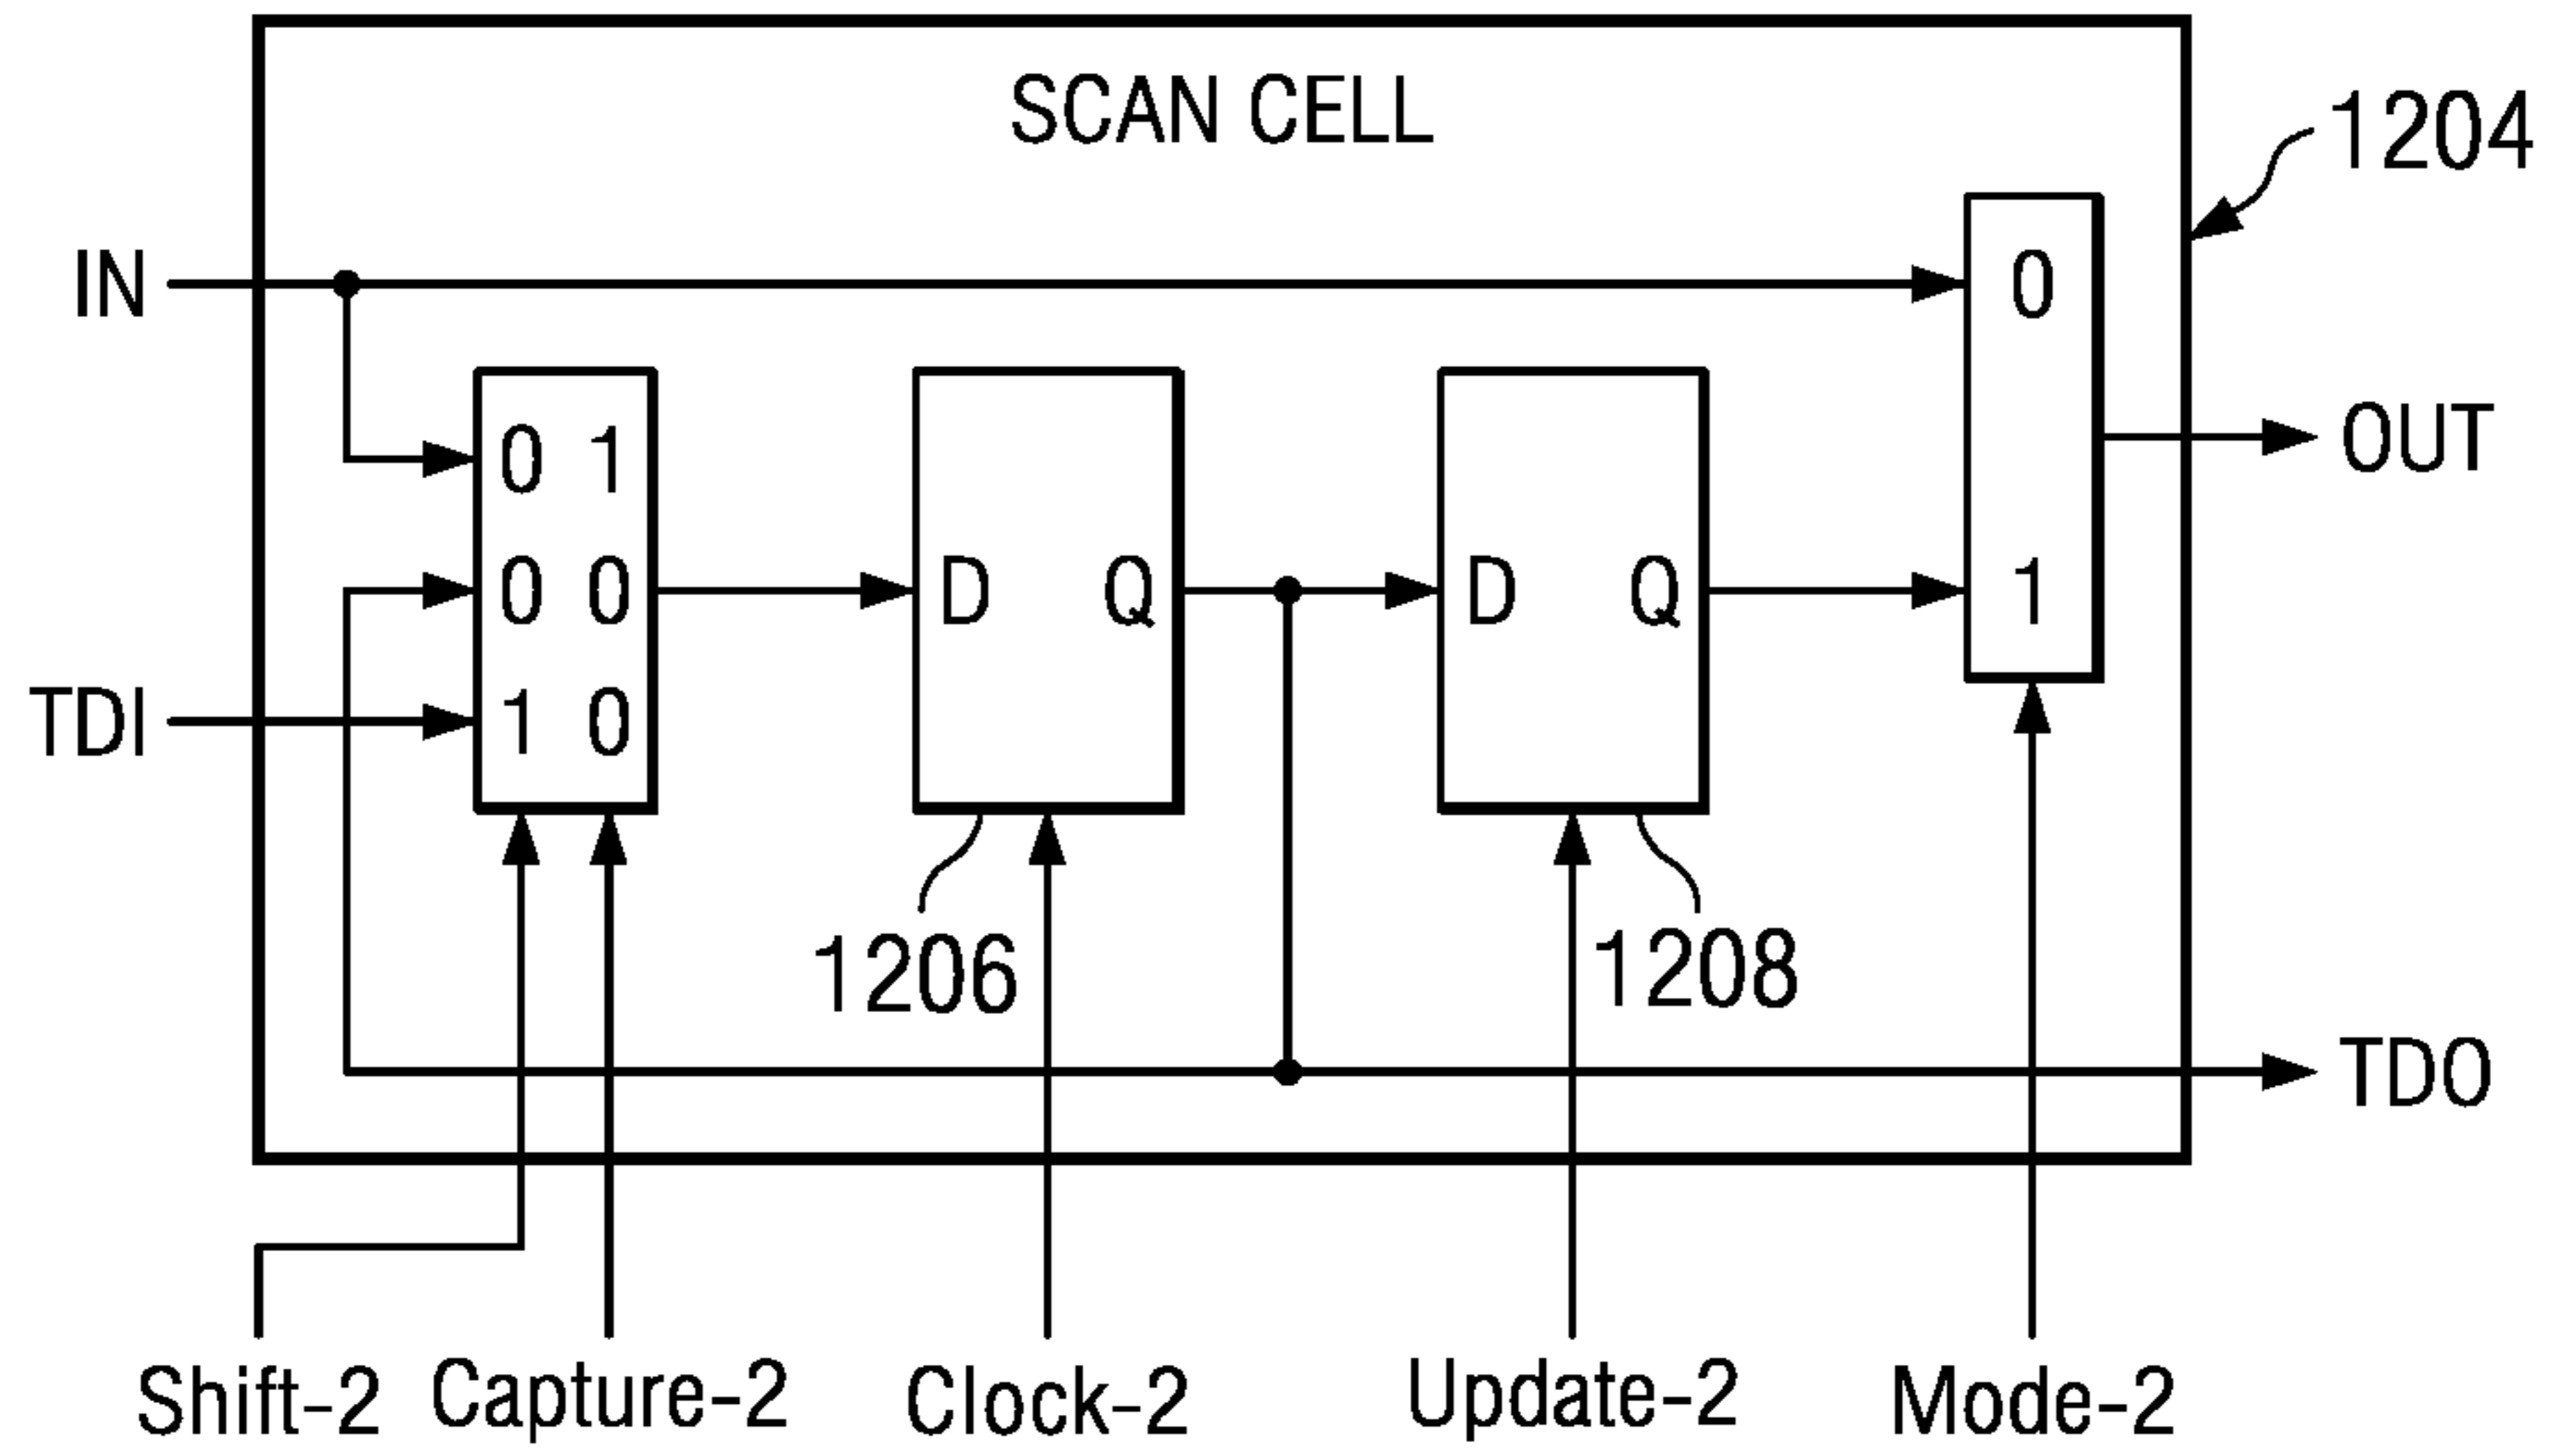 SCAN CELL
1204
IN
0
OUT
0 1
0 0
D Q
D Q
1
TDI
1 0
1206
1208
TDO
Shift-2 Capture-2 Clock-2 Update-2 Mode-2